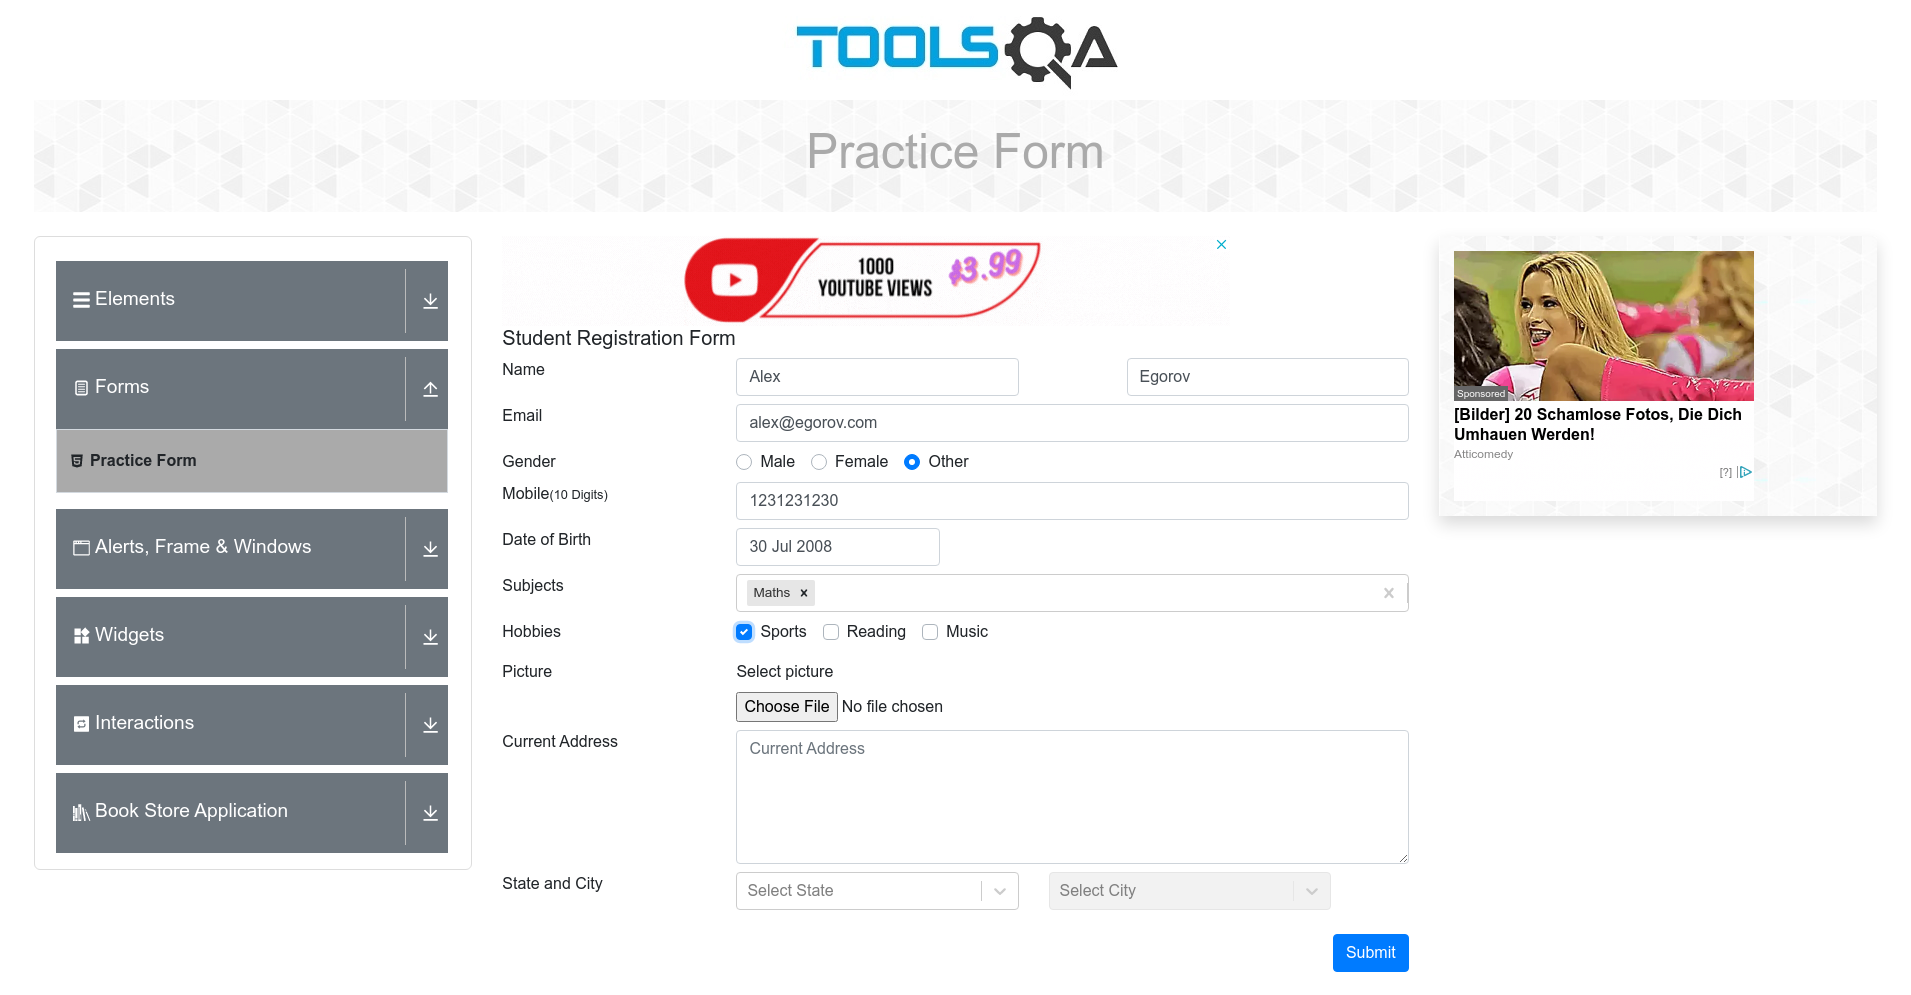 TOOLSQA
Practice Form
Elements
Forms
Practice Form
Alerts, Frame & Windows
Widgets
Interactions
Book Store Application
1000
YOUTUBE VIEWS
$3.99
Student Registration Form
Name Alex Egorov
Email alex@egorov.com
Gender Male Female Other
Mobile(10 Digits) 1231231230
Date of Birth 30 Jul 2008
Subjects Maths
Hobbies Sports Reading Music
Picture Select picture
Choose File No file chosen
Current Address Current Address
State and City Select State Select City
Submit
Sponsored
[Bilder] 20 Schamlose Fotos, Die Dich
Umhauen Werden!
Atticomedy
[?]